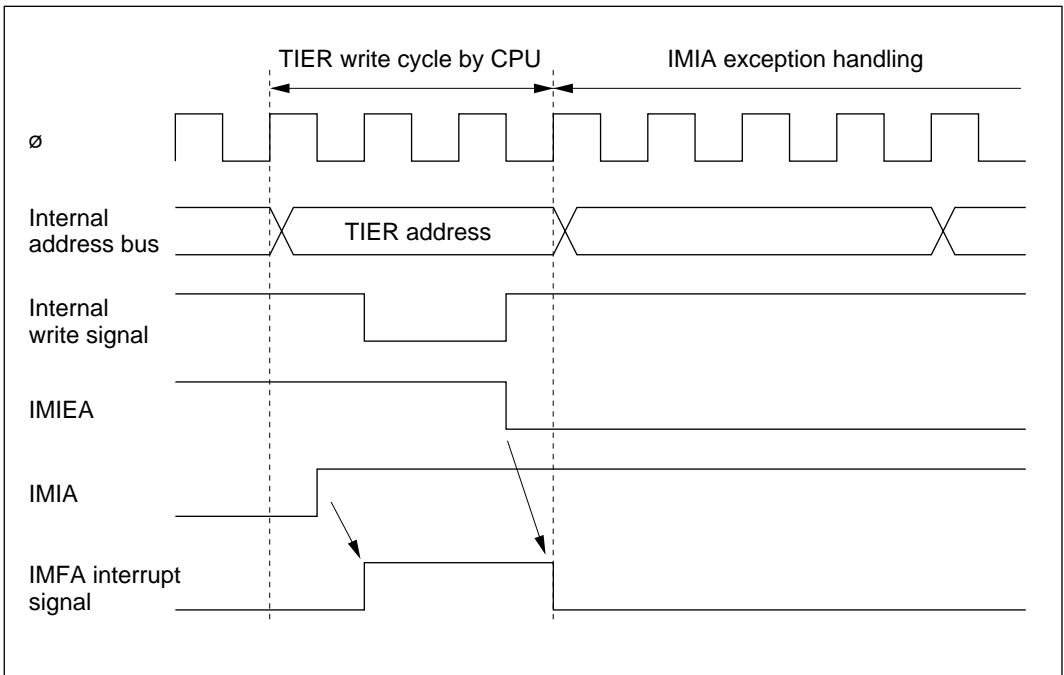 TIER write cycle by CPU
IMIA exception handling
ø
Internal
address bus
TIER address
Internal
write signal
IMIEA
IMIA
IMFA interrupt
signal